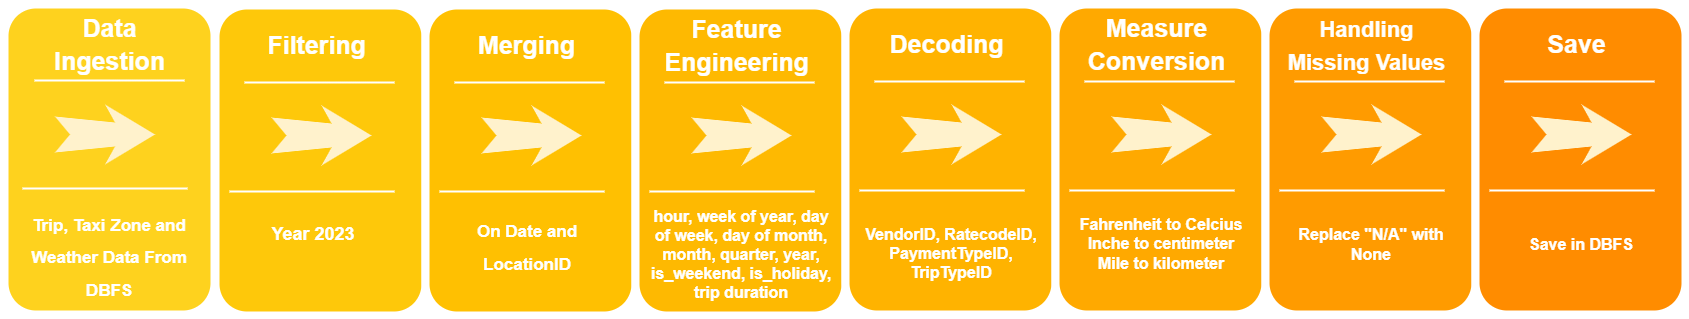 Data
Ingestion
Trip, Taxi Zone and
Weather Data From
DBFS
Filtering
Year 2023
Merging
On Date and
LocationID
Feature
Engineering
hour, week of year, day
of week, day of month,
month, quarter, year,
is_weekend, is_holiday,
trip duration
Decoding
VendorID, RatecodeID,
PaymentTypeID,
TripTypeID
Measure
Conversion
Fahrenheit to Celcius
Inche to centimeter
Mile to kilometer
Handling
Missing Values
Replace "N/A" with
None
Save
Save in DBFS